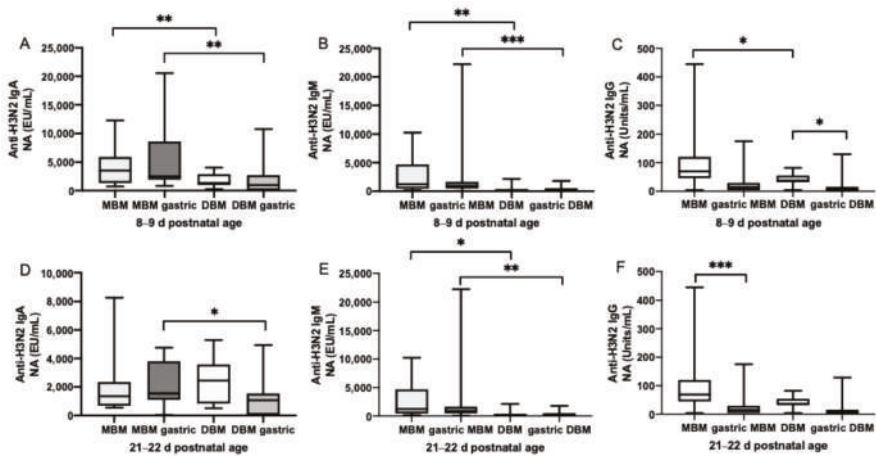 A
**
**
Anti-H3N2 IgA
NA (EU/mL)
25,000
20,000
15,000
10,000
5,000
0
MBM MBM gastric DBM DBM gastric
8–9 d postnatal age
B
**
***
Anti-H3N2 IgM
NA (EU/mL)
25,000
20,000
15,000
10,000
5,000
0
MBM gastric MBM DBM gastric DBM
8–9 d postnatal age
C
*
*
Anti-H3N2 IgG
NA (Units/mL)
500
400
300
200
100
0
MBM gastric MBM DBM gastric DBM
8–9 d postnatal age
D
*
Anti-H3N2 IgA
NA (EU/mL)
10,000
8,000
6,000
4,000
2,000
0
MBM MBM gastric DBM DBM gastric
21–22 d postnatal age
E
*
**
Anti-H3N2 IgM
NA (EU/mL)
25,000
20,000
15,000
10,000
5,000
0
MBM gastric MBM DBM gastric DBM
21–22 d postnatal age
F
***
Anti-H3N2 IgG
NA (Units/mL)
500
400
300
200
100
0
MBM gastric MBM DBM gastric DBM
21–22 d postnatal age